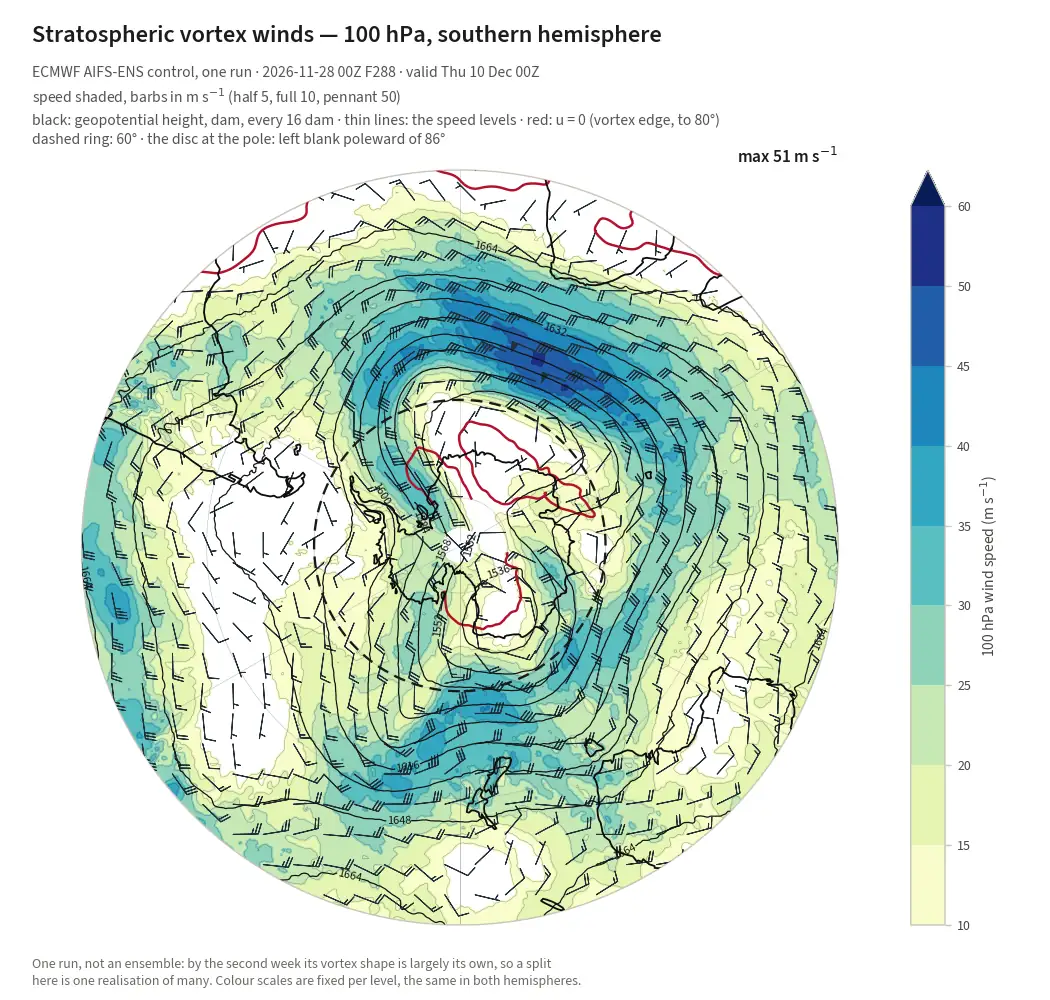 Stratospheric vortex winds — 100 hPa, southern hemisphere
ECMWF AIFS-ENS control, one run · 2026-11-28 00Z F288 · valid Thu 10 Dec 00Z
speed shaded, barbs in m s⁻¹ (half 5, full 10, pennant 50)
black: geopotential height, dam, every 16 dam · thin lines: the speed levels · red: u = 0 (vortex edge, to 80°)
dashed ring: 60° · the disc at the pole: left blank poleward of 86°
max 51 m s⁻¹
60
50
45
40
35
30
25
20
15
10
100 hPa wind speed (m s⁻¹)
1664
1632
1600
1568
1552
1536
1648
1664
1664
One run, not an ensemble: by the second week its vortex shape is largely its own, so a split
here is one realisation of many. Colour scales are fixed per level, the same in both hemispheres.